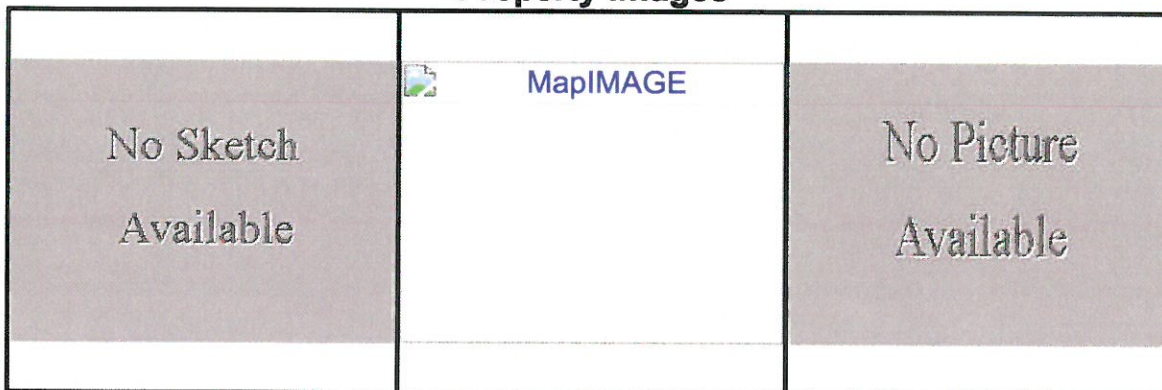 No Sketch
Available
MapIMAGE
No Picture
Available